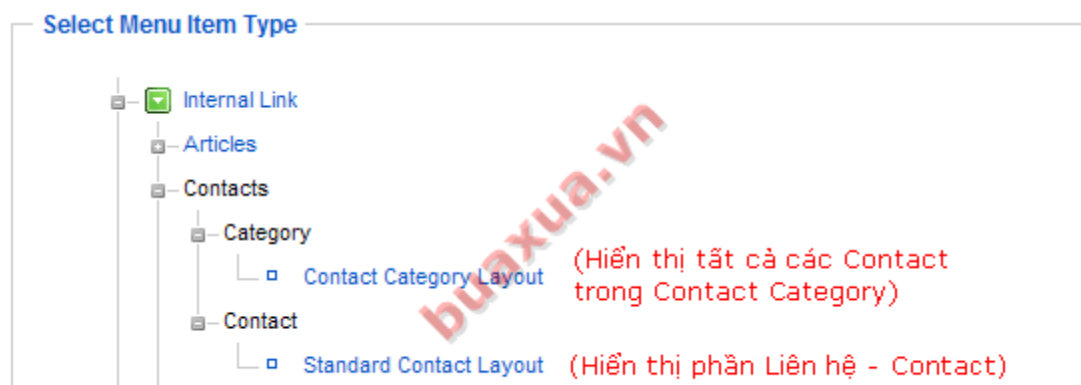 Select Menu Item Type
Internal Link
Articles
Contacts
Category
Contact Category Layout
(Hiển thị tất cả các Contact
trong Contact Category)
Contact
Standard Contact Layout (Hiển thị phần Liên hệ - Contact)
buaxua.vn